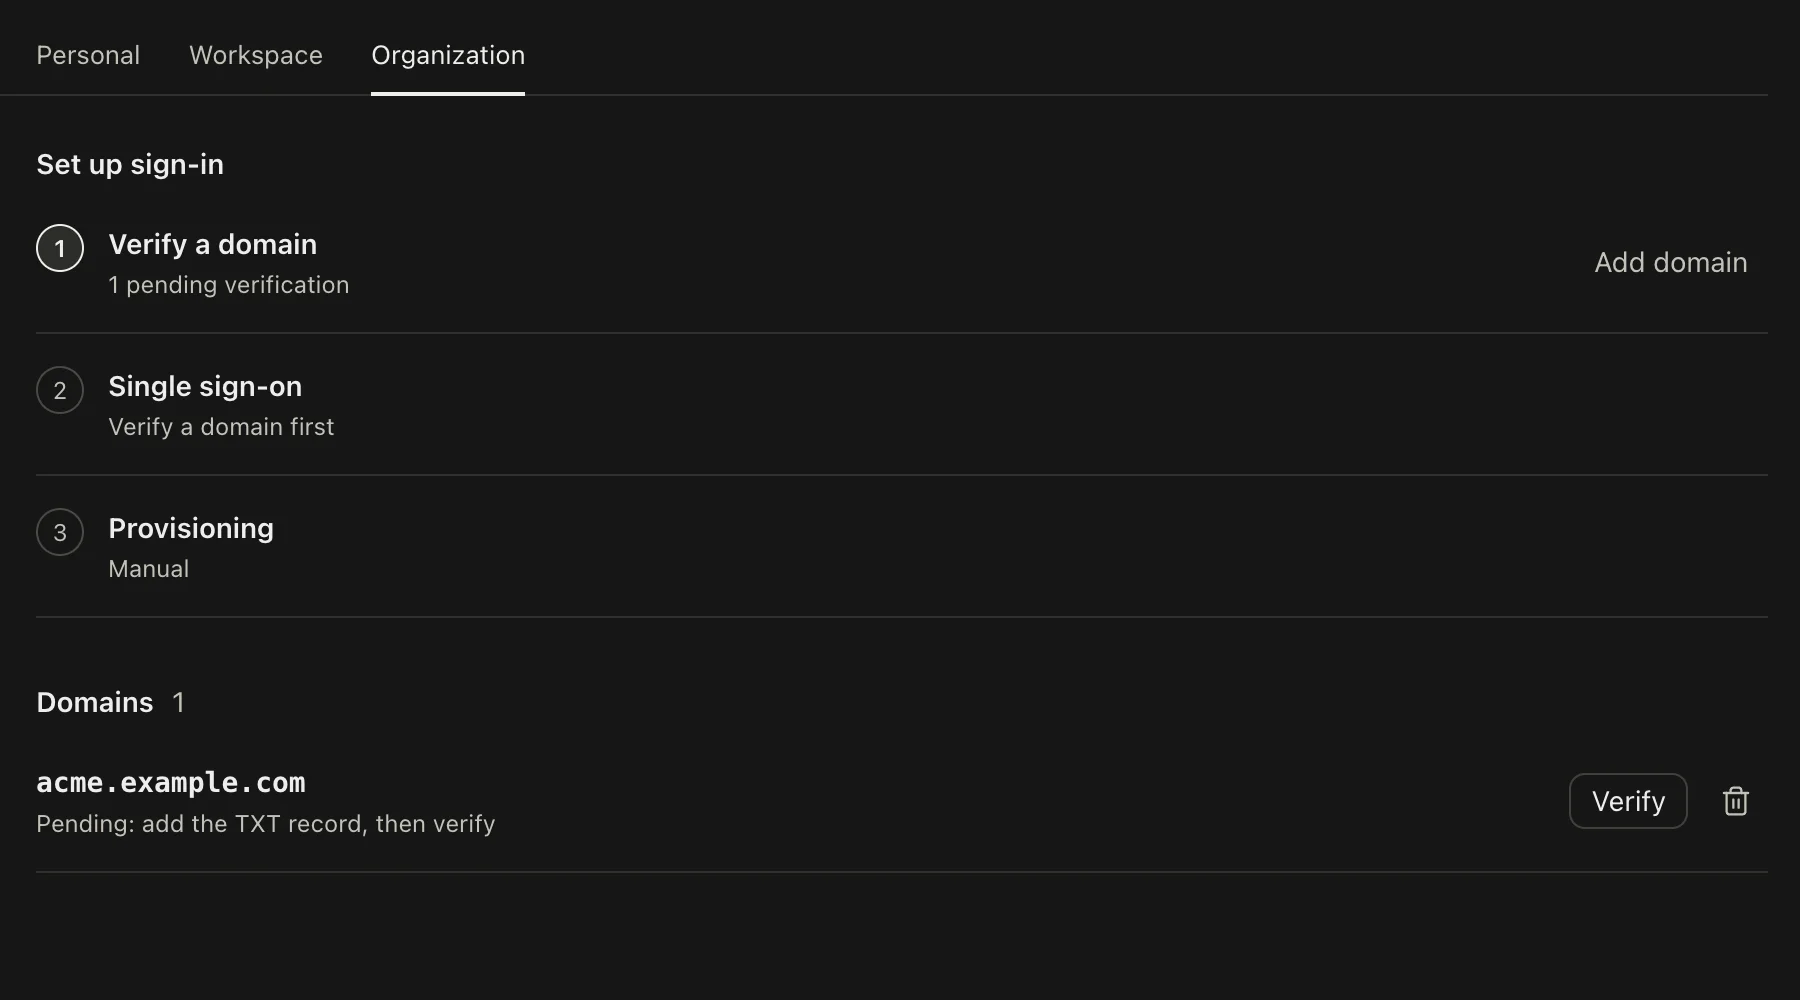 Personal Workspace Organization
Set up sign-in
1 Verify a domain
1 pending verification
Add domain
2 Single sign-on
Verify a domain first
3 Provisioning
Manual
Domains 1
acme.example.com
Pending: add the TXT record, then verify
Verify